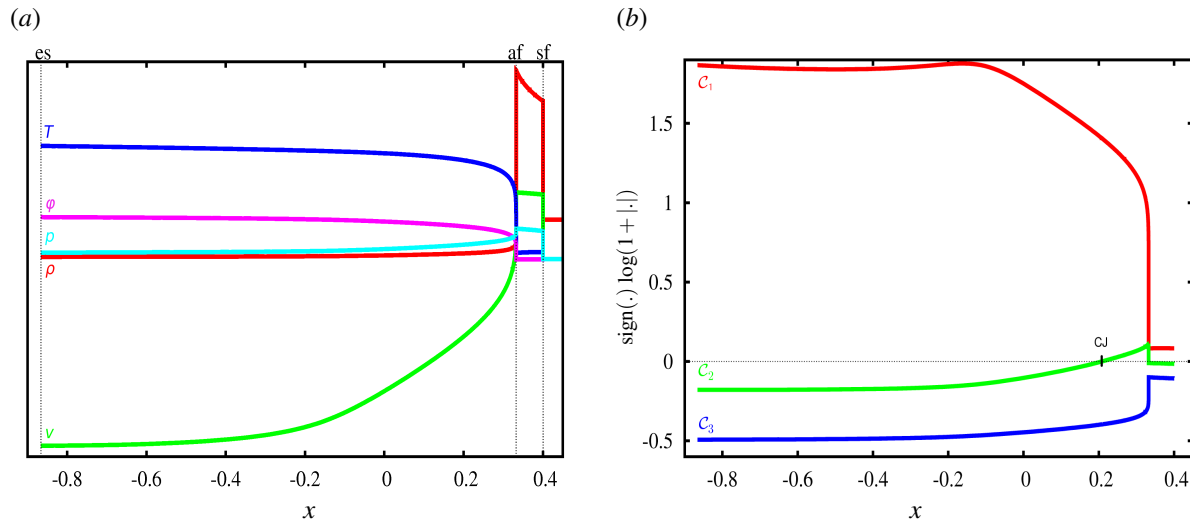 (a)
es af sf
T
φ
p
ρ
v
-0.8 -0.6 -0.4 -0.2 0 0.2 0.4
x
(b)
sign(.) log(1 + |.|)
1.5
1
0.5
0
-0.5
C1
CJ
C2
C3
-0.8 -0.6 -0.4 -0.2 0 0.2 0.4
x